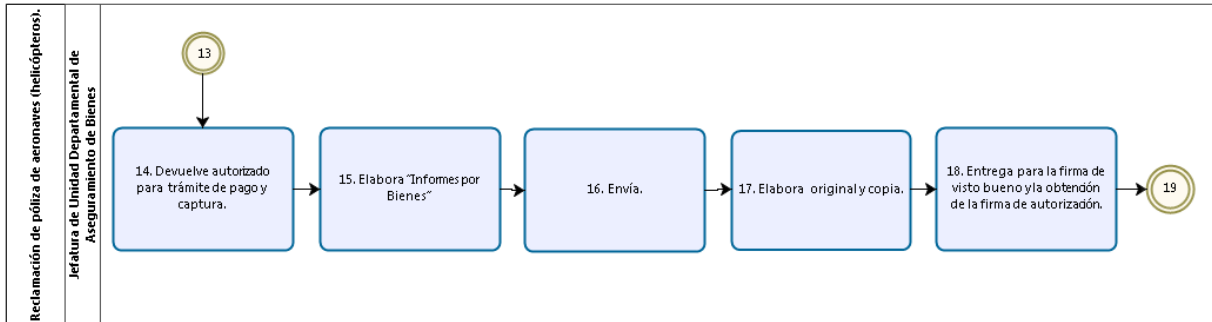 Reclamación de póliza de aeronaves (helicópteros).
Jefatura de Unidad Departamental de
Aseguramiento de Bienes
13
14. Devuelve autorizado
para trámite de pago y
captura.
15. Elabora “Informes por
Bienes”
16. Envía.
17. Elabora original y copia.
18. Entrega para la firma de
visto bueno y la obtención
de la firma de autorización.
19